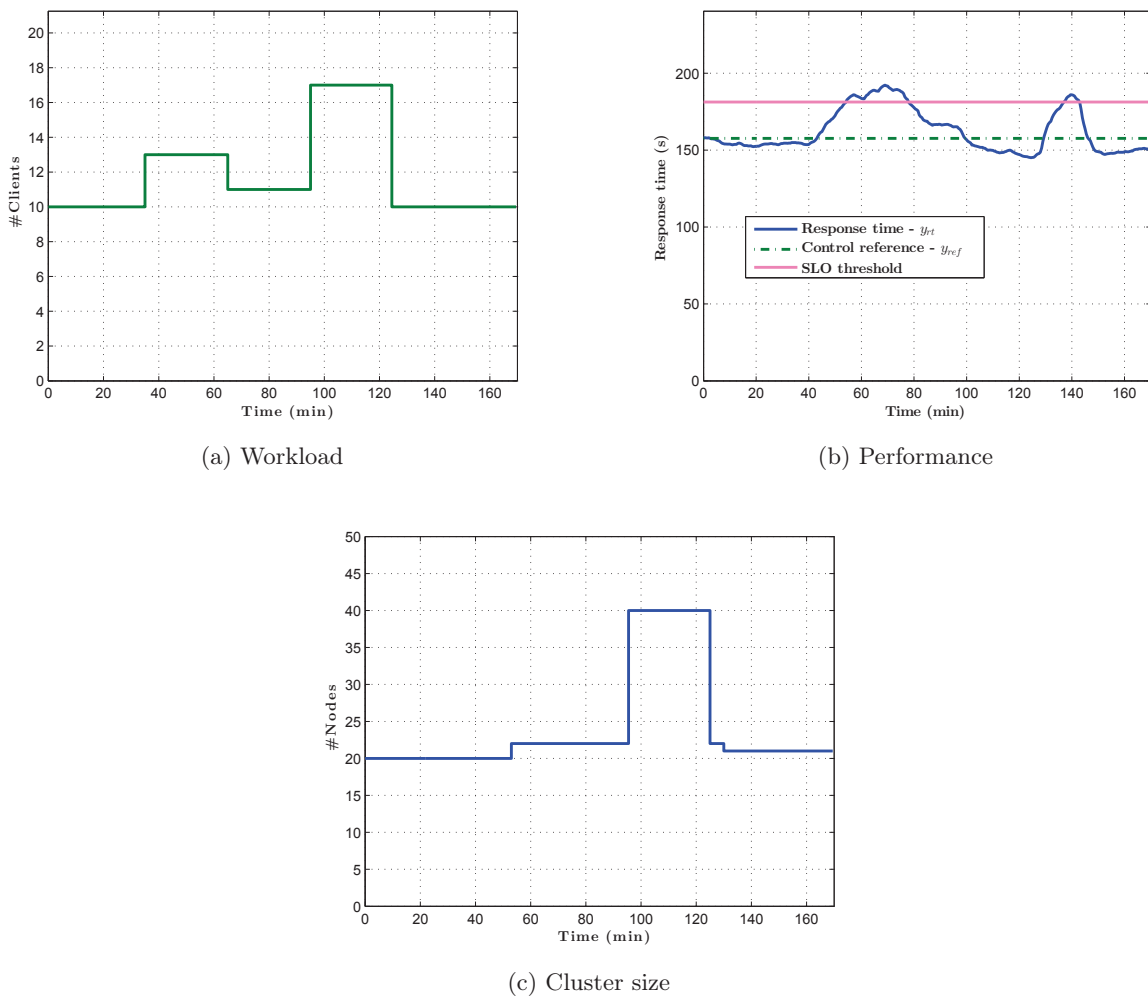 20
18
16
14
12
10
8
6
4
2
0
#Clients
0 20 40 60 80 100 120 140 160
Time (min)
(a) Workload
200
150
100
50
0
Response time (s)
Response time - y_rt
Control reference - y_ref
SLO threshold
0 20 40 60 80 100 120 140 160
Time (min)
(b) Performance
50
45
40
35
30
25
20
15
10
5
0
#Nodes
0 20 40 60 80 100 120 140 160
Time (min)
(c) Cluster size